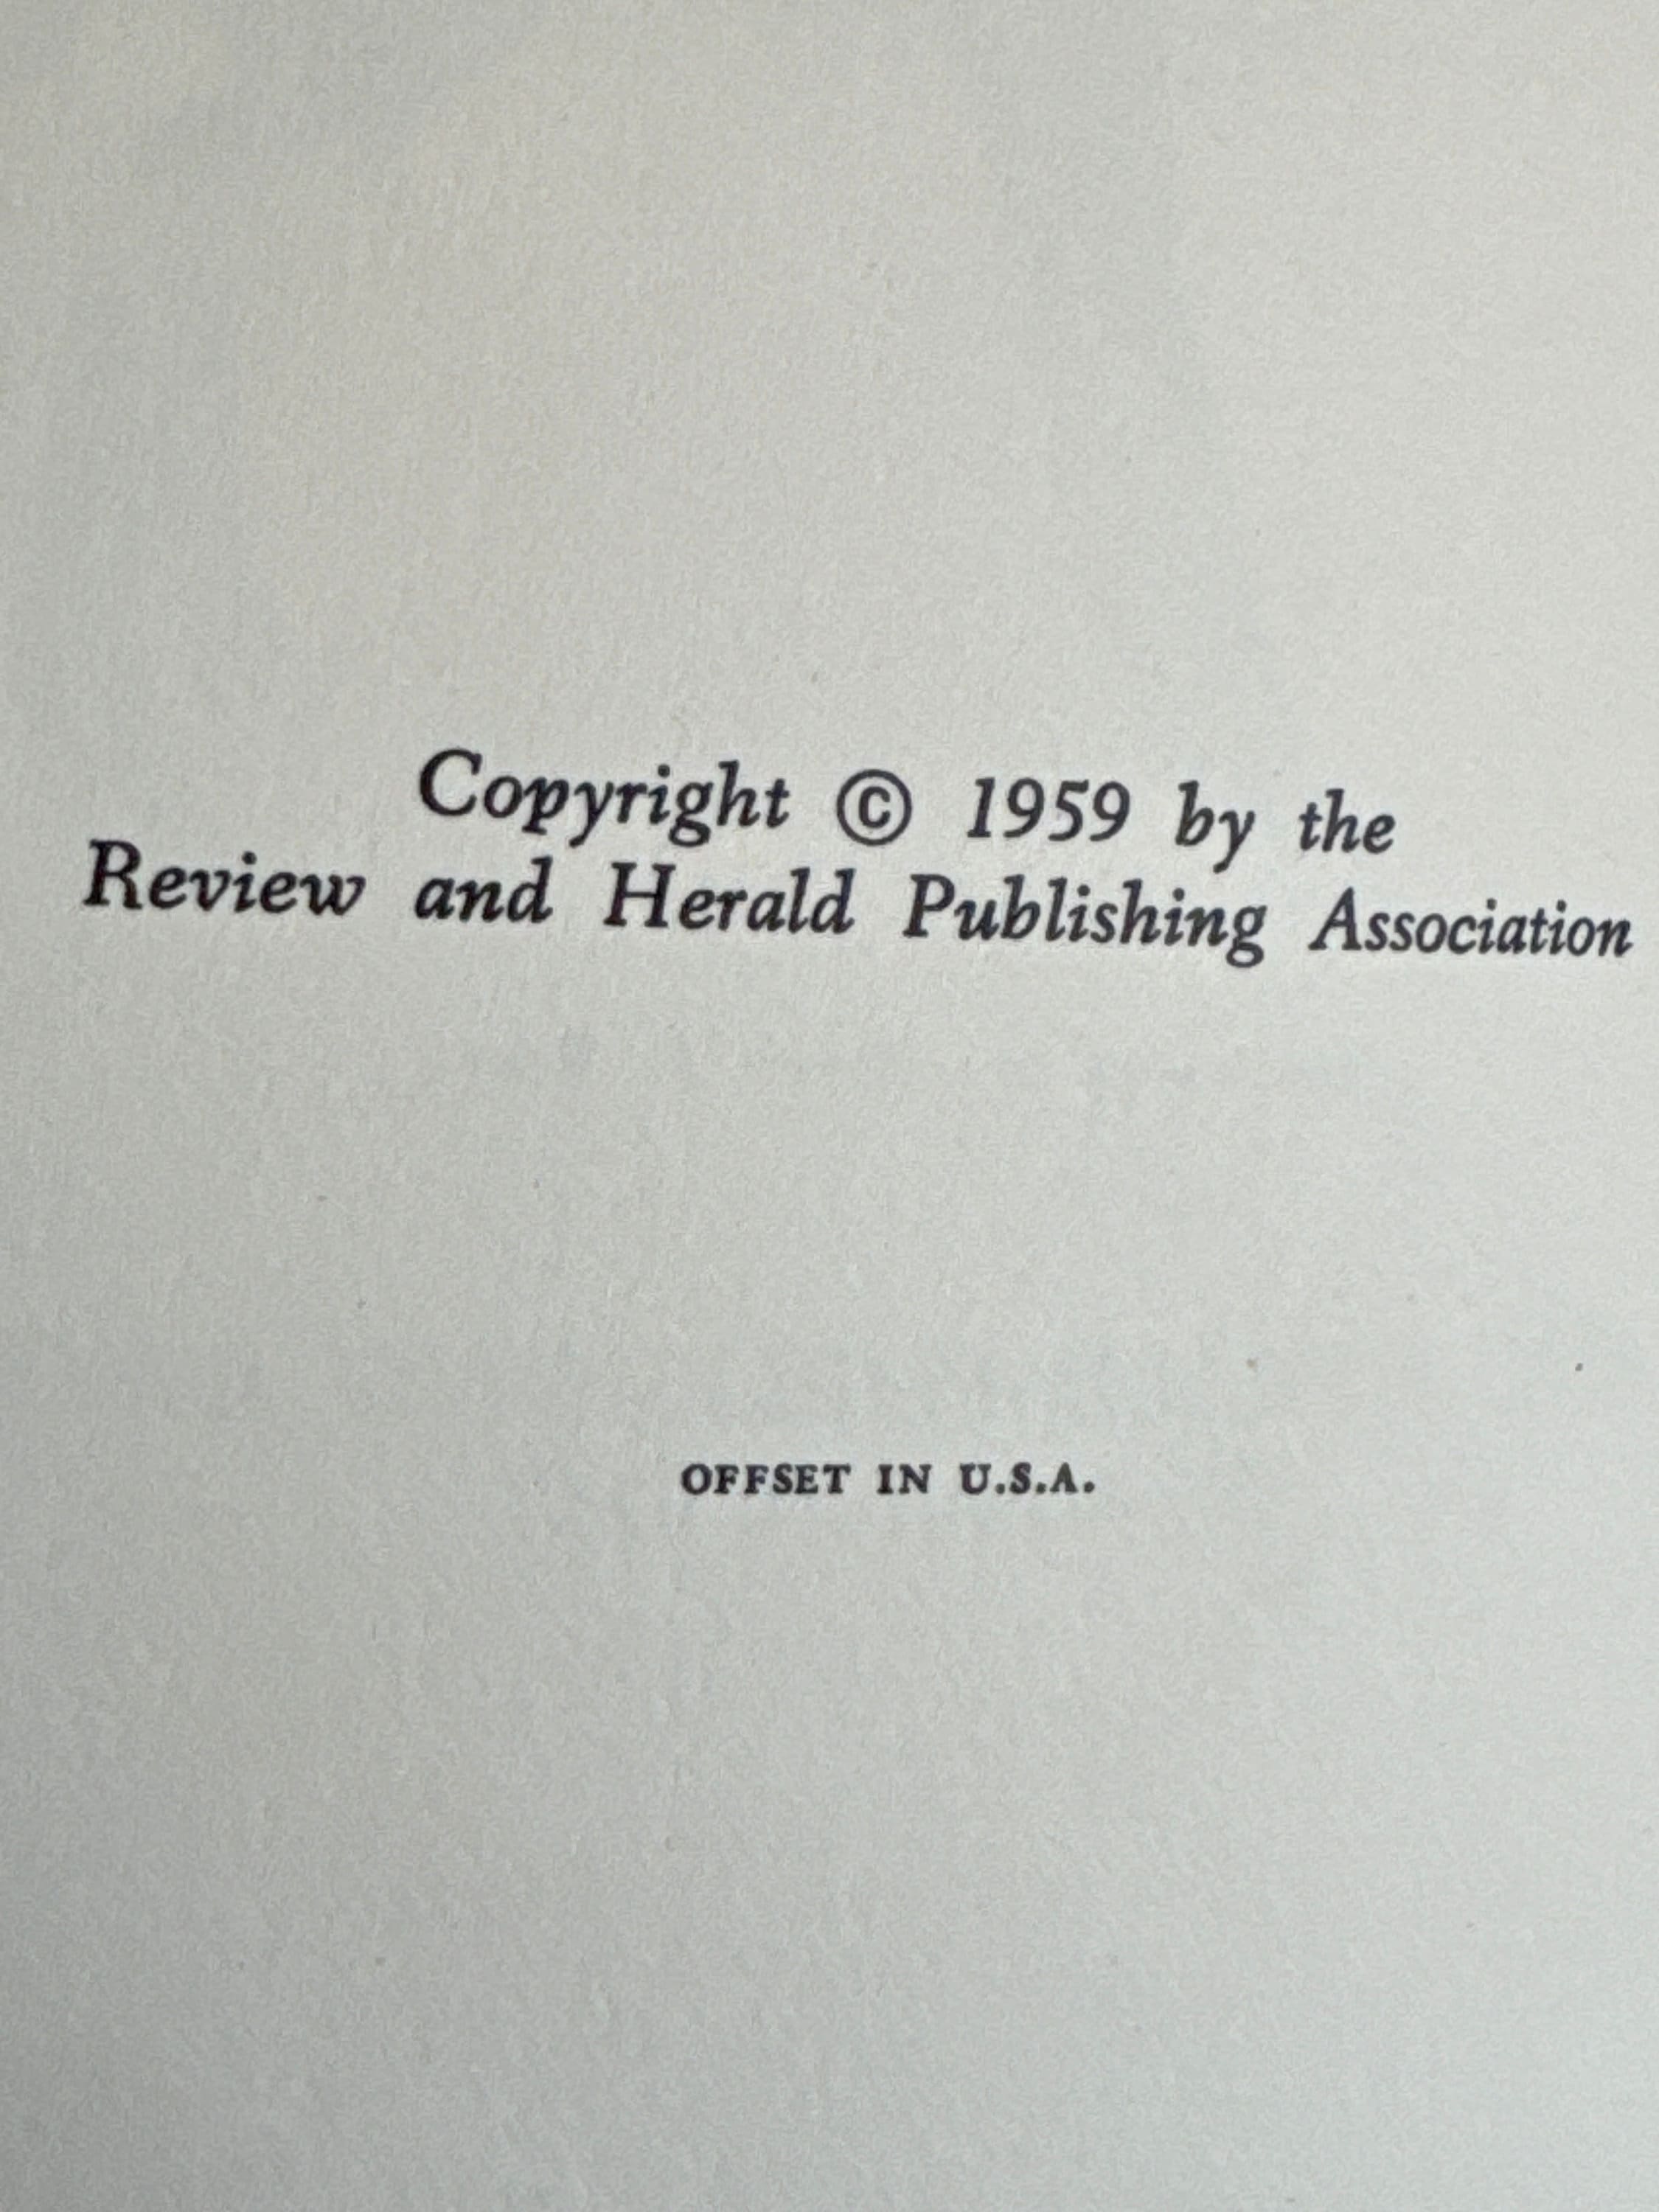 Copyright © 1959 by the
Review and Herald Publishing Association
OFFSET IN U.S.A.